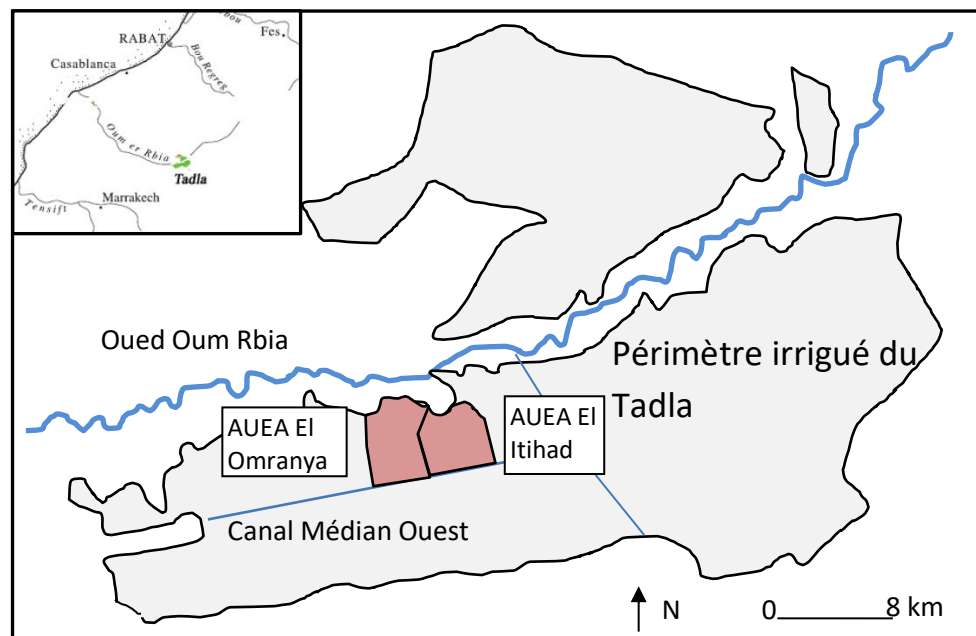 bou
Fes
RABAT
Casablanca
Bou Regreg
Oum er Rbia
Tadla
Marrakech
Tensift
Oued Oum Rbia
Périmètre irrigué du
Tadla
AUEA El
Omranya
AUEA El
Itihad
Canal Médian Ouest
N
0
8 km